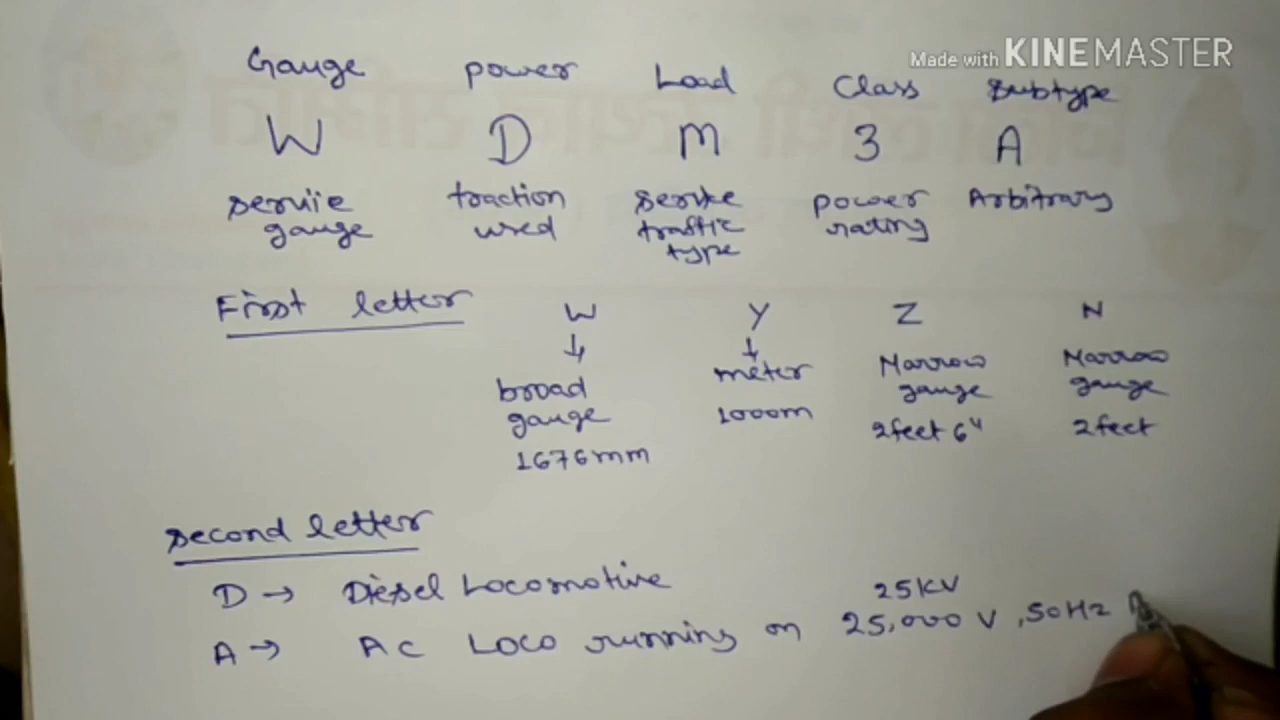 Made with KINEMASTER
Gauge power Load Class Subtype
W D M 3 A
service gauge traction used service traffic type power rating Arbitrary
First letter W Y Z N
broad gauge meter Narrow gauge Narrow gauge
1676mm 1000m 2feet 6" 2feet
Second letter
D → Diesel Locomotive
25KV
A → AC Loco running on 25,000 V, 50Hz